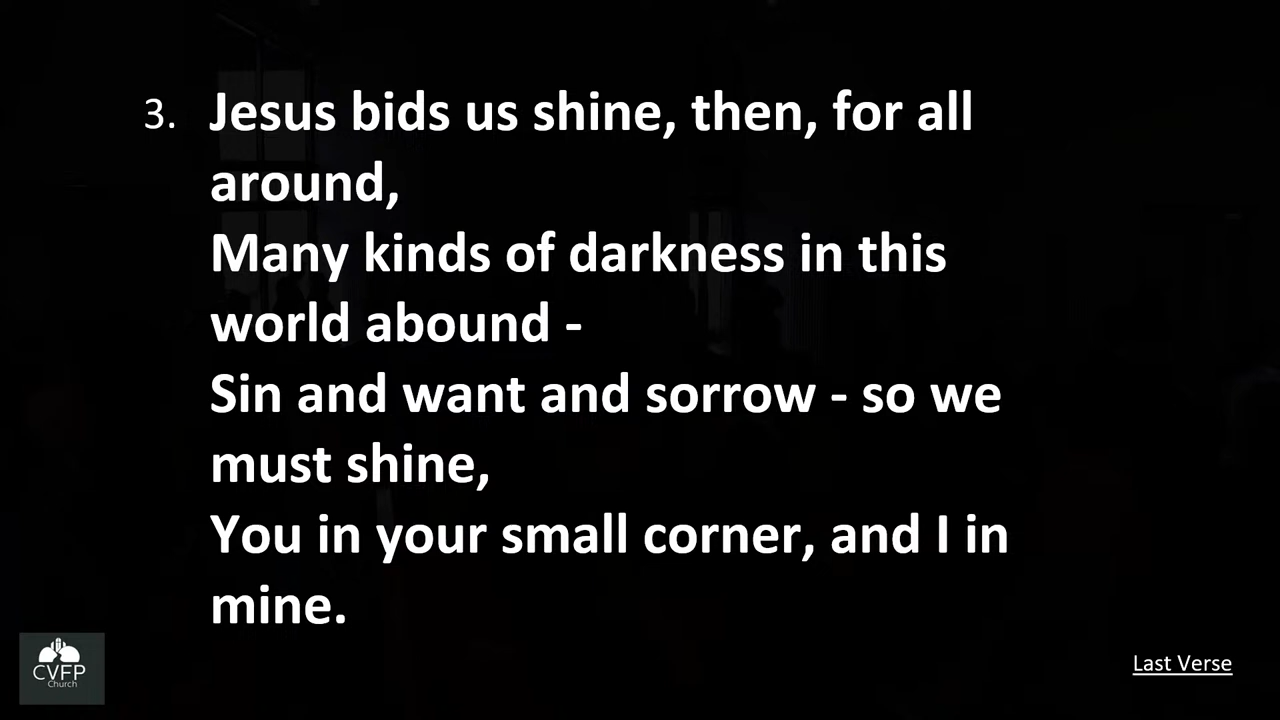 3. Jesus bids us shine, then, for all
around,
Many kinds of darkness in this
world abound -
Sin and want and sorrow - so we
must shine,
You in your small corner, and I in
mine.
CVFP
Church
Last Verse